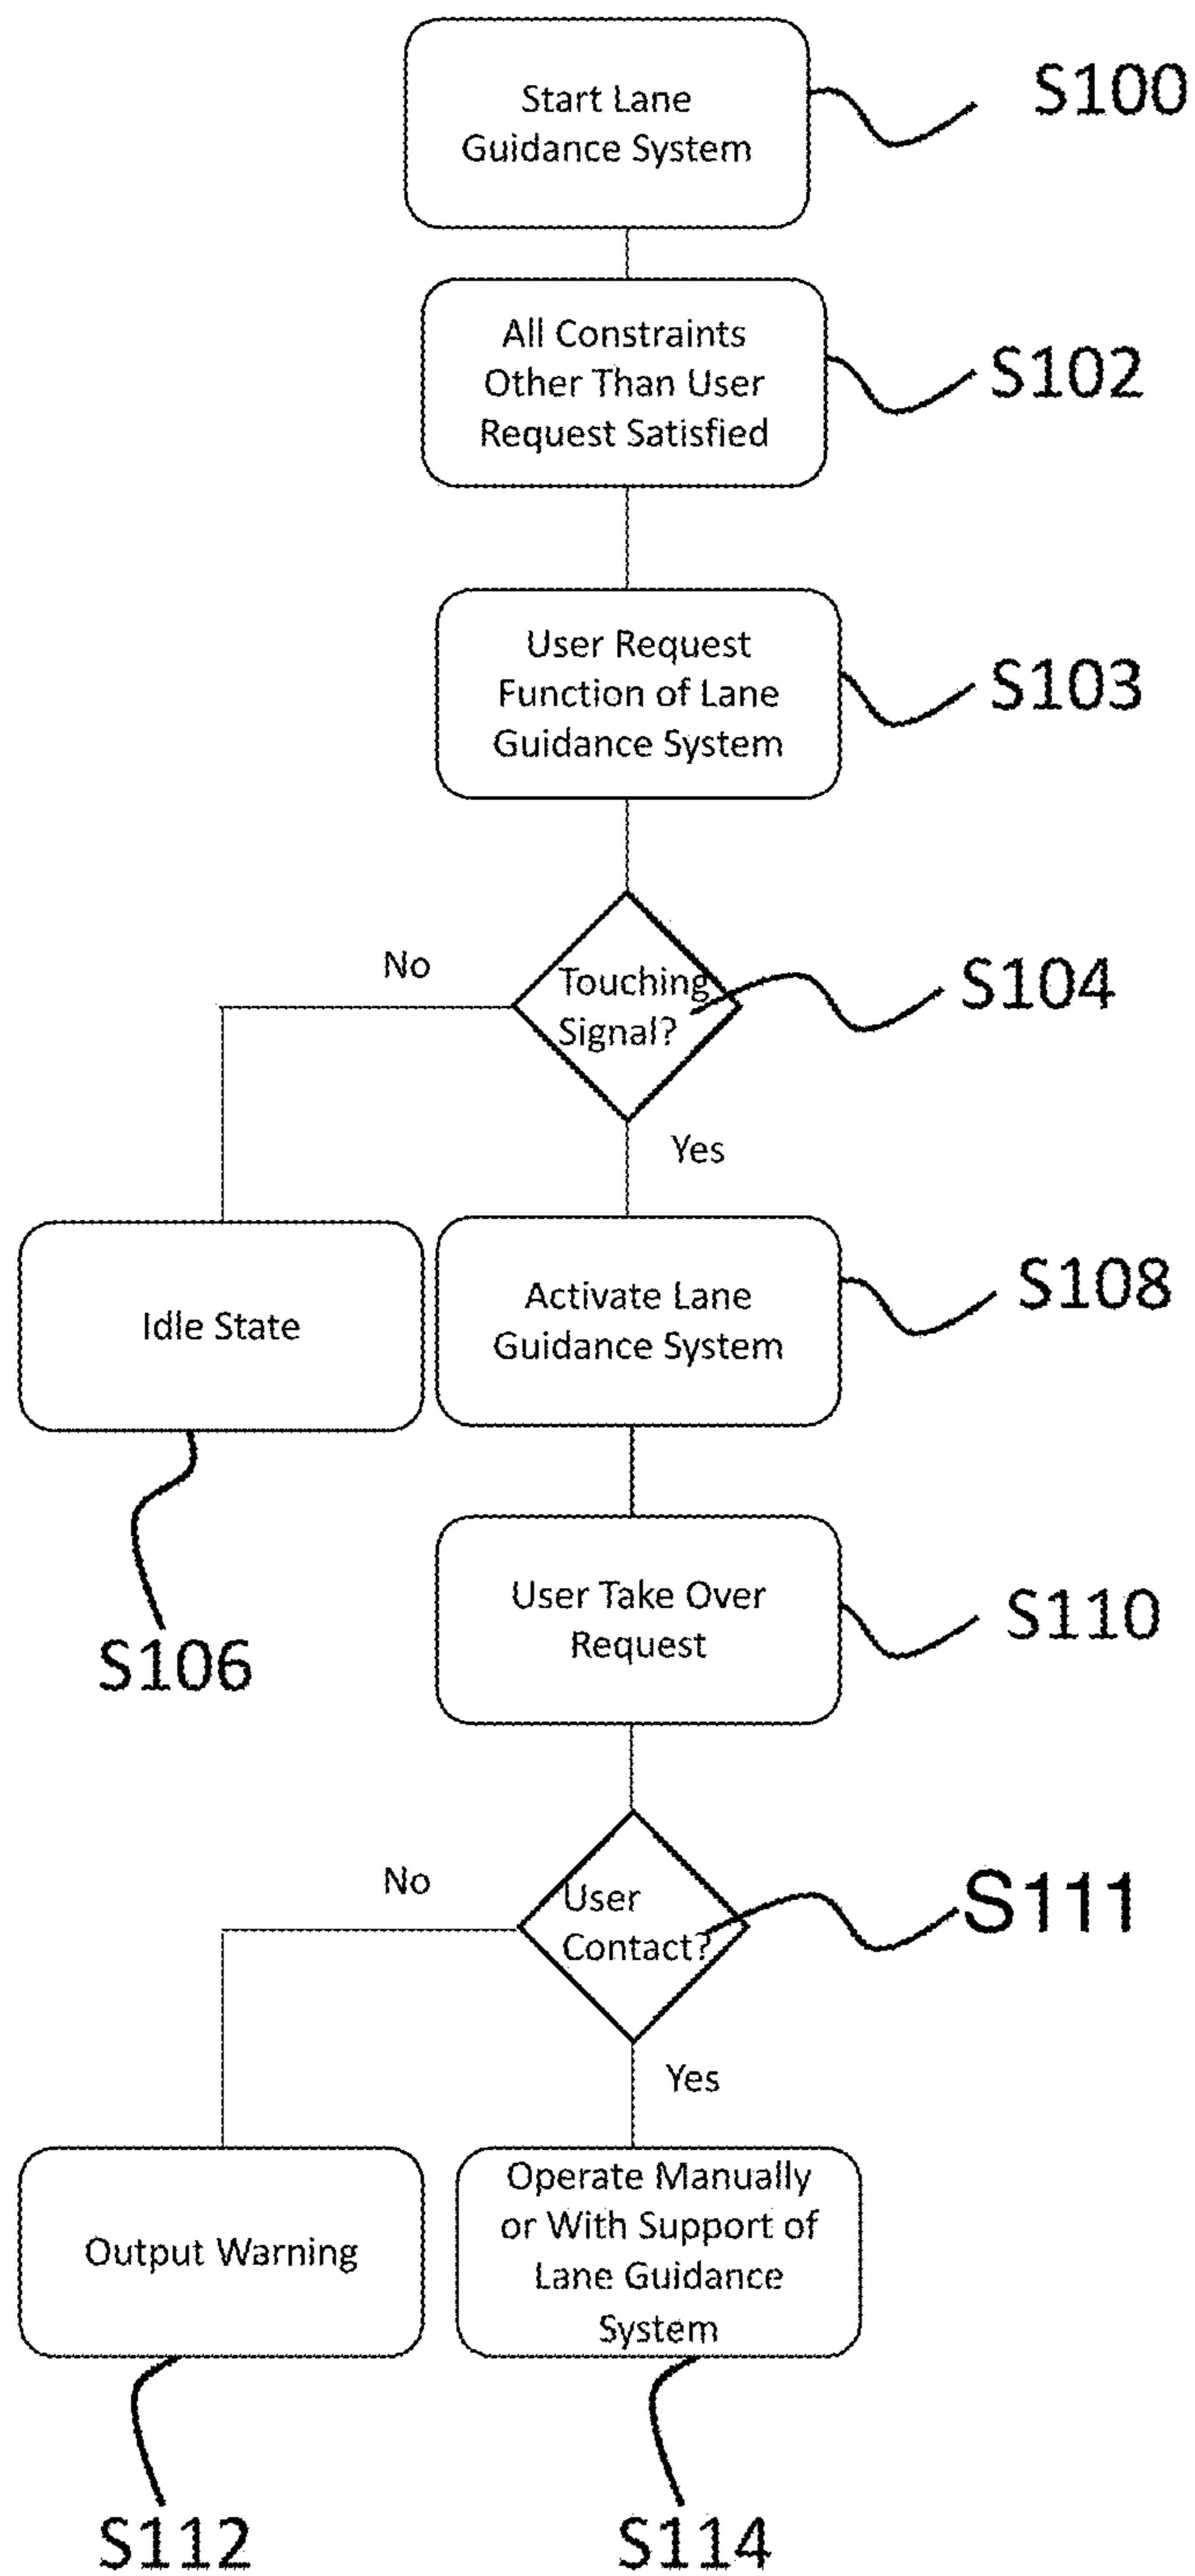 Start Lane
Guidance System
S100
All Constraints
Other Than User
Request Satisfied
S102
User Request
Function of Lane
Guidance System
S103
No
Touching
Signal?
S104
Yes
Idle State
S106
Activate Lane
Guidance System
S108
User Take Over
Request
S110
No
User
Contact?
S111
Yes
Output Warning
S112
Operate Manually
or With Support of
Lane Guidance
System
S114